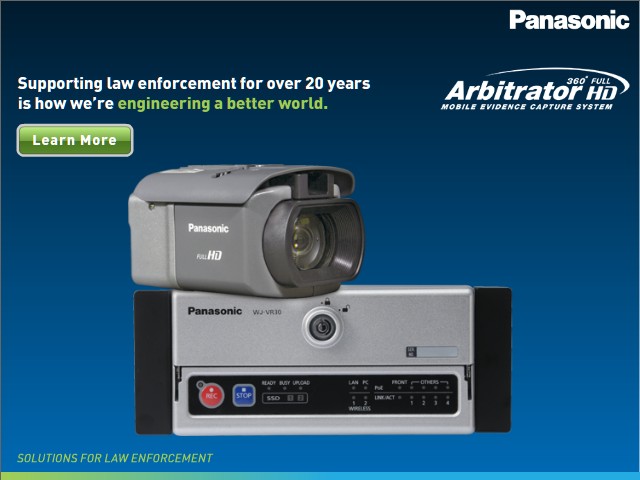 Panasonic
Supporting law enforcement for over 20 years
is how we're engineering a better world.
360° FULL
Arbitrator HD
MOBILE EVIDENCE CAPTURE SYSTEM
Learn More
Panasonic
FULL HD
Panasonic WJ-VR30
READY BUSY UPLOAD
LAN PC
FRONT OTHERS
PoE
REC
STOP
SSD 1 2
LINK/ACT
1 2 1 2 3 4
WIRELESS
SOLUTIONS FOR LAW ENFORCEMENT